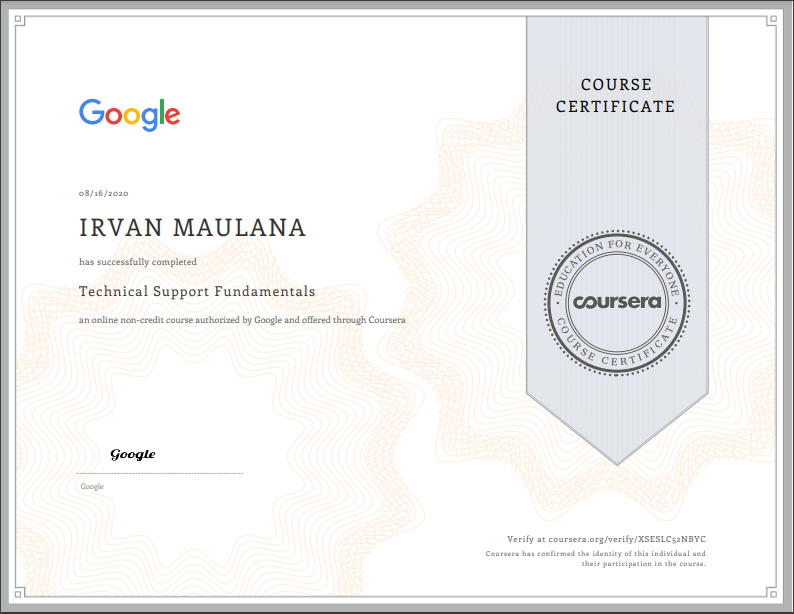 Google
08/16/2020
IRVAN MAULANA
has successfully completed
Technical Support Fundamentals
an online non-credit course authorized by Google and offered through Coursera
Google
Google
COURSE
CERTIFICATE
EDUCATION FOR EVERYONE
coursera
COURSE CERTIFICATE
Verify at coursera.org/verify/XSESLC52NBYC
Coursera has confirmed the identity of this individual and
their participation in the course.